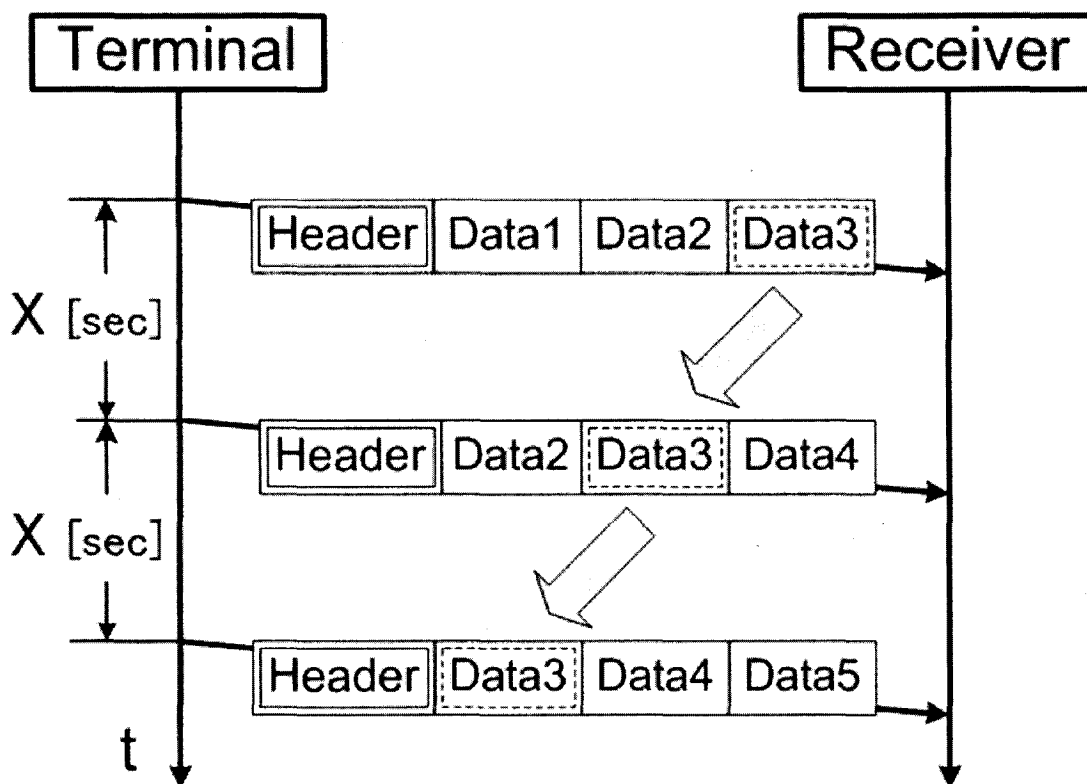 Terminal Receiver
Header Data1 Data2 Data3
X [sec]
Header Data2 Data3 Data4
X [sec]
Header Data3 Data4 Data5
t